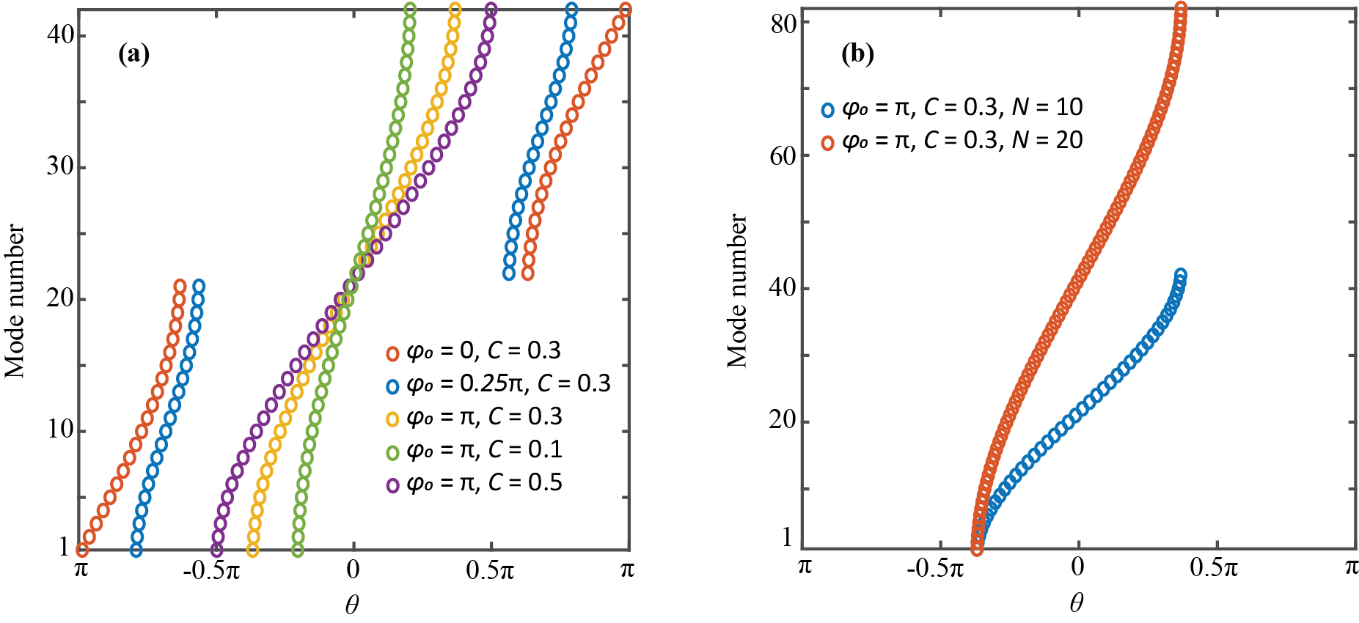 (a)
Mode number
40
30
20
10
1
φₒ = 0, C = 0.3
φₒ = 0.25π, C = 0.3
φₒ = π, C = 0.3
φₒ = π, C = 0.1
φₒ = π, C = 0.5
π -0.5π 0 0.5π π
θ
(b)
Mode number
80
60
40
20
1
φₒ = π, C = 0.3, N = 10
φₒ = π, C = 0.3, N = 20
π -0.5π 0 0.5π π
θ